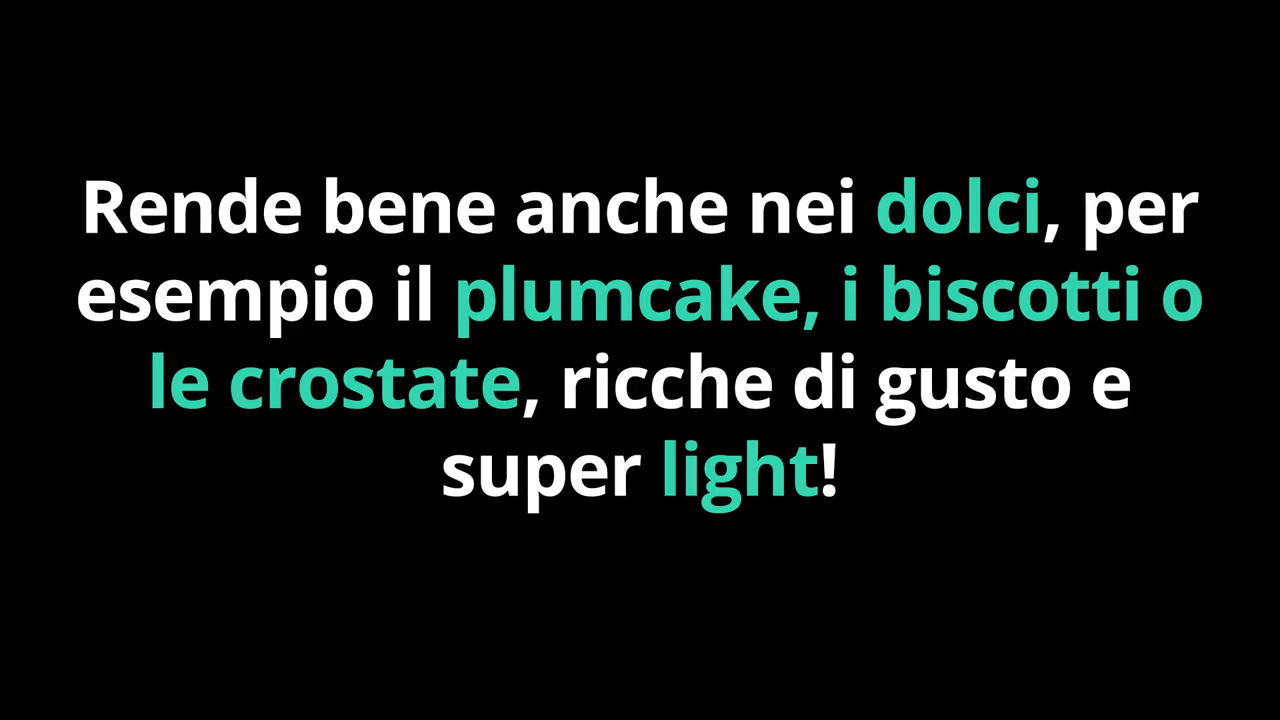 Rende bene anche nei dolci, per
esempio il plumcake, i biscotti o
le crostate, ricche di gusto e
super light!